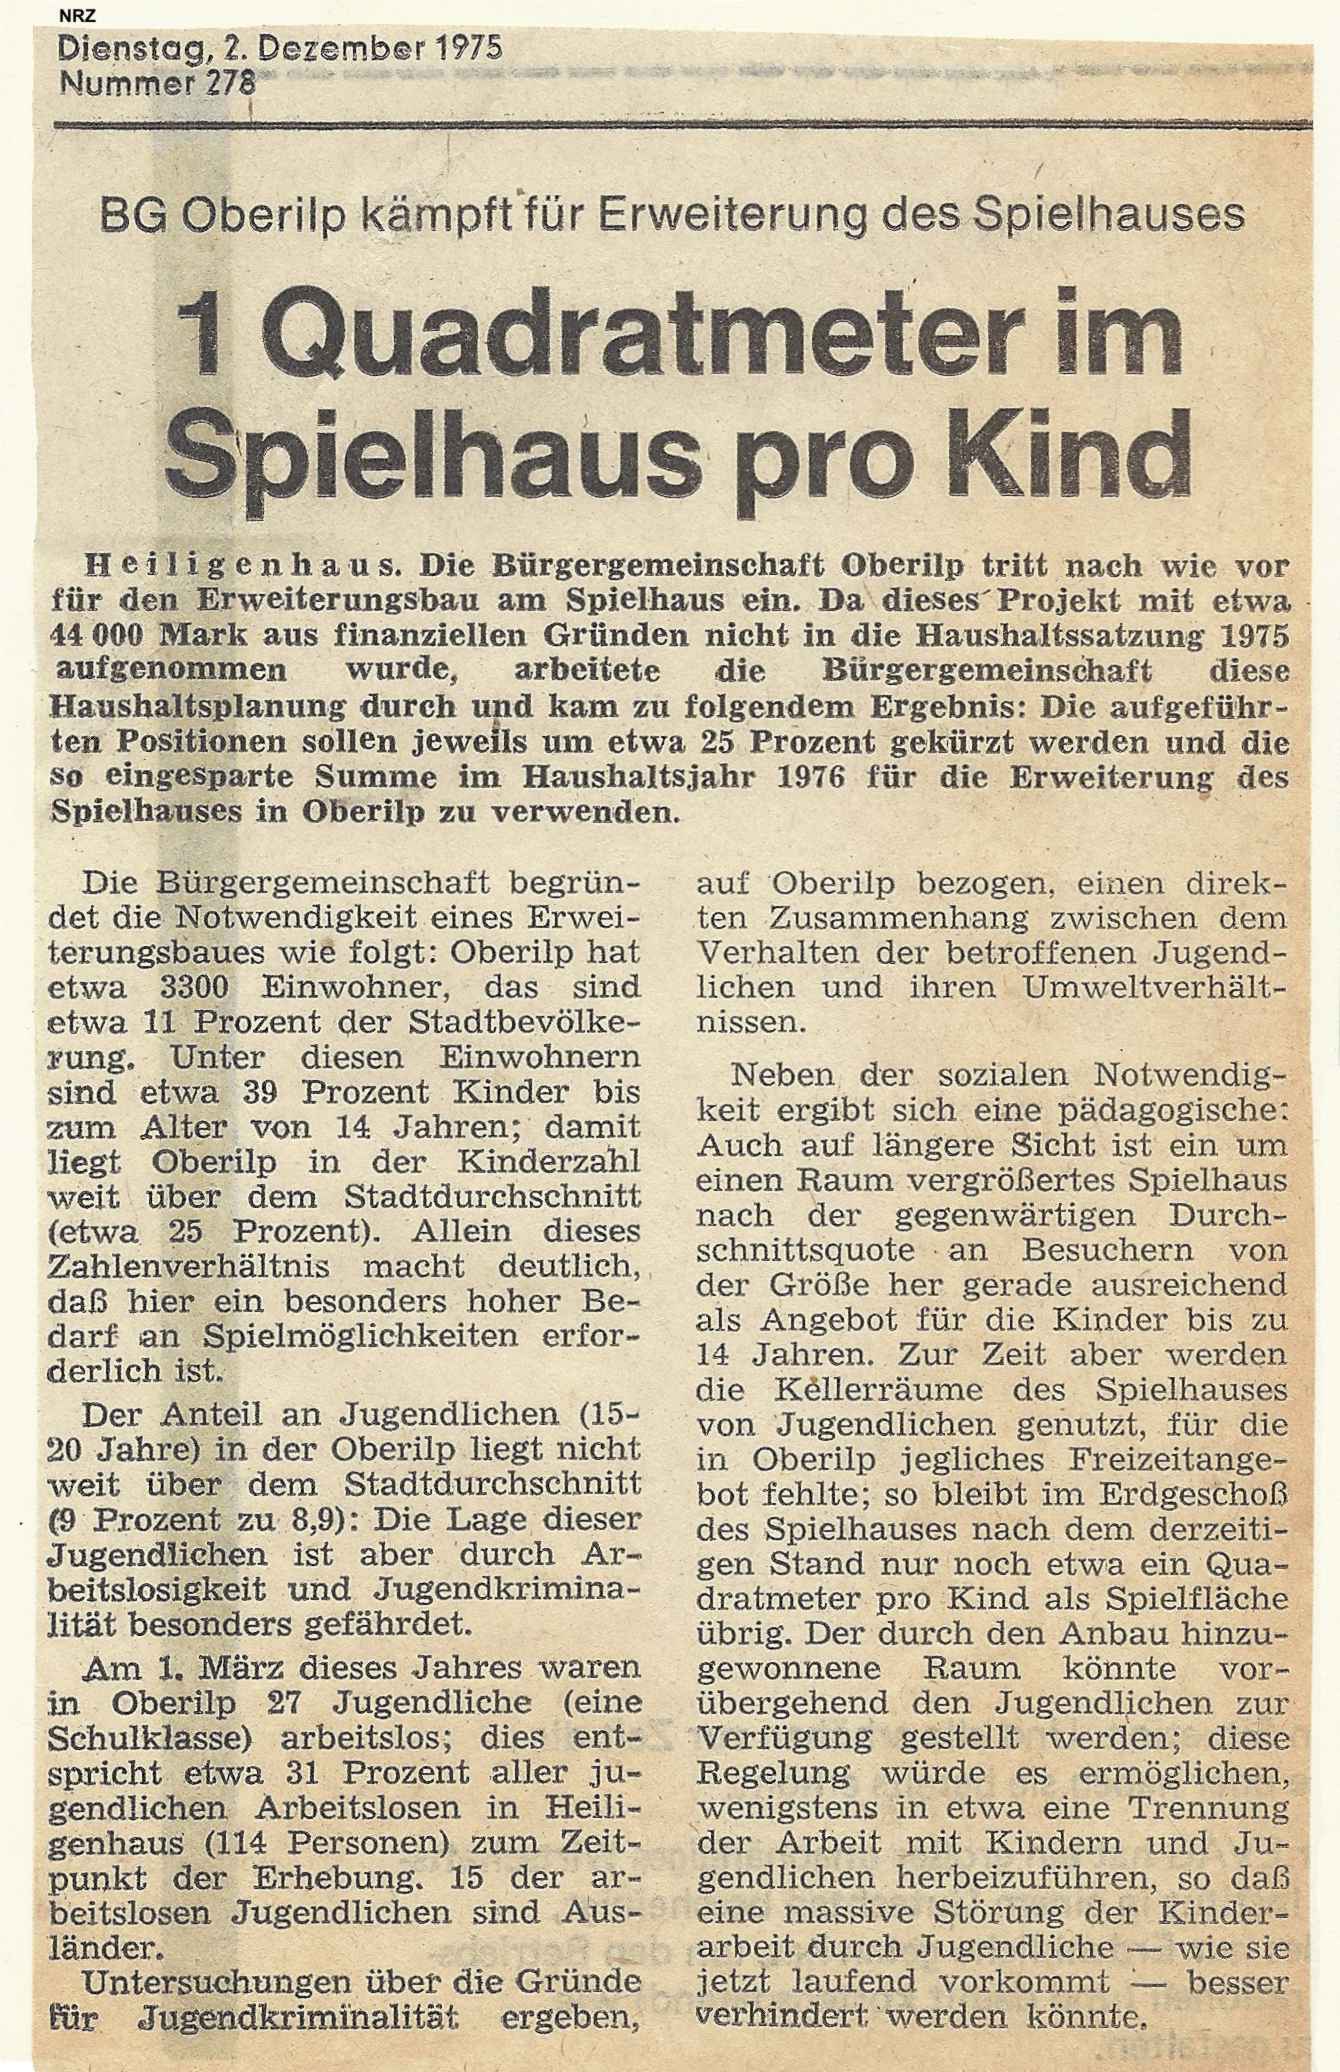 NRZ
Dienstag, 2. Dezember 1975
Nummer 278
BG Oberilp kämpft für Erweiterung des Spielhauses
1 Quadratmeter im
Spielhaus pro Kind
Heiligenhaus. Die Bürgergemeinschaft Oberilp tritt nach wie vor
für den Erweiterungsbau am Spielhaus ein. Da dieses Projekt mit etwa
44 000 Mark aus finanziellen Gründen nicht in die Haushaltssatzung 1975
aufgenommen wurde, arbeitete die Bürgergemeinschaft diese
Haushaltsplanung durch und kam zu folgendem Ergebnis: Die aufgeführ-
ten Positionen sollen jeweils um etwa 25 Prozent gekürzt werden und die
so eingesparte Summe im Haushaltsjahr 1976 für die Erweiterung des
Spielhauses in Oberilp zu verwenden.
Die Bürgergemeinschaft begrün-
det die Notwendigkeit eines Erwei-
terungsbaues wie folgt: Oberilp hat
etwa 3300 Einwohner, das sind
etwa 11 Prozent der Stadtbevölke-
rung. Unter diesen Einwohnern
sind etwa 39 Prozent Kinder bis
zum Alter von 14 Jahren; damit
liegt Oberilp in der Kinderzahl
weit über dem Stadtdurchschnitt
(etwa 25 Prozent). Allein dieses
Zahlenverhältnis macht deutlich,
daß hier ein besonders hoher Be-
darf an Spielmöglichkeiten erfor-
derlich ist.
Der Anteil an Jugendlichen (15-
20 Jahre) in der Oberilp liegt nicht
weit über dem Stadtdurchschnitt
(9 Prozent zu 8,9): Die Lage dieser
Jugendlichen ist aber durch Ar-
beitslosigkeit und Jugendkrimina-
lität besonders gefährdet.
Am 1. März dieses Jahres waren
in Oberilp 27 Jugendliche (eine
Schulklasse) arbeitslos; dies ent-
spricht etwa 31 Prozent aller ju-
gendlichen Arbeitslosen in Heili-
genhaus (114 Personen) zum Zeit-
punkt der Erhebung. 15 der ar-
beitslosen Jugendlichen sind Aus-
länder.
Untersuchungen über die Gründe
für Jugendkriminalität ergeben,
auf Oberilp bezogen, einen direk-
ten Zusammenhang zwischen dem
Verhalten der betroffenen Jugend-
lichen und ihren Umweltverhält-
nissen.
Neben der sozialen Notwendig-
keit ergibt sich eine pädagogische:
Auch auf längere Sicht ist ein um
einen Raum vergrößertes Spielhaus
nach der gegenwärtigen Durch-
schnittsquote an Besuchern von
der Größe her gerade ausreichend
als Angebot für die Kinder bis zu
14 Jahren. Zur Zeit aber werden
die Kellerräume des Spielhauses
von Jugendlichen genutzt, für die
in Oberilp jegliches Freizeitange-
bot fehlte; so bleibt im Erdgeschoß
des Spielhauses nach dem derzeiti-
gen Stand nur noch etwa ein Qua-
dratmeter pro Kind als Spielfläche
übrig. Der durch den Anbau hinzu-
gewonnene Raum könnte vor-
übergehend den Jugendlichen zur
Verfügung gestellt werden; diese
Regelung würde es ermöglichen,
wenigstens in etwa eine Trennung
der Arbeit mit Kindern und Ju-
gendlichen herbeizuführen, so daß
eine massive Störung der Kinder-
arbeit durch Jugendliche — wie sie
jetzt laufend vorkommt — besser
verhindert werden könnte.